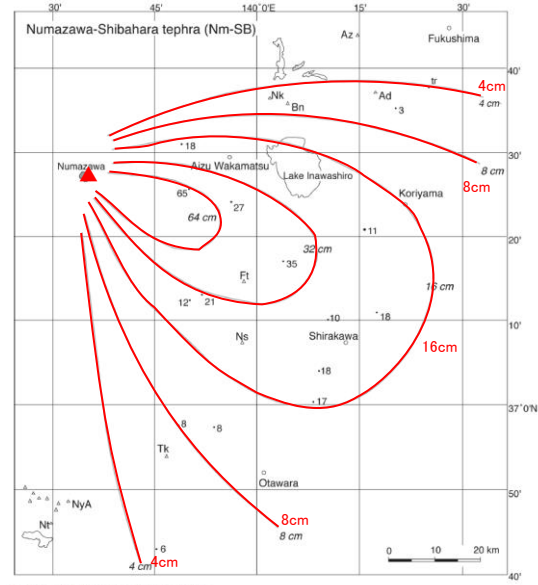 30'
45'
140°0'E
15'
30'
Numazawa-Shibahara tephra (Nm-SB)
Az
Fukushima
40'
tr
4cm
Nk
Ad
4 cm
Bn
3
18
30'
Numazawa
Aizu Wakamatsu
8 cm
Lake Inawashiro
8cm
65
27
Koriyama
64 cm
11
20'
32 cm
35
Ft
16 cm
12
21
10
18
10'
Ns
Shirakawa
16cm
18
17
37°0'N
8
8
Tk
Otawara
50'
NyA
8cm
Nt
8 cm
6
4cm
4 cm
0
10
20 km
40'